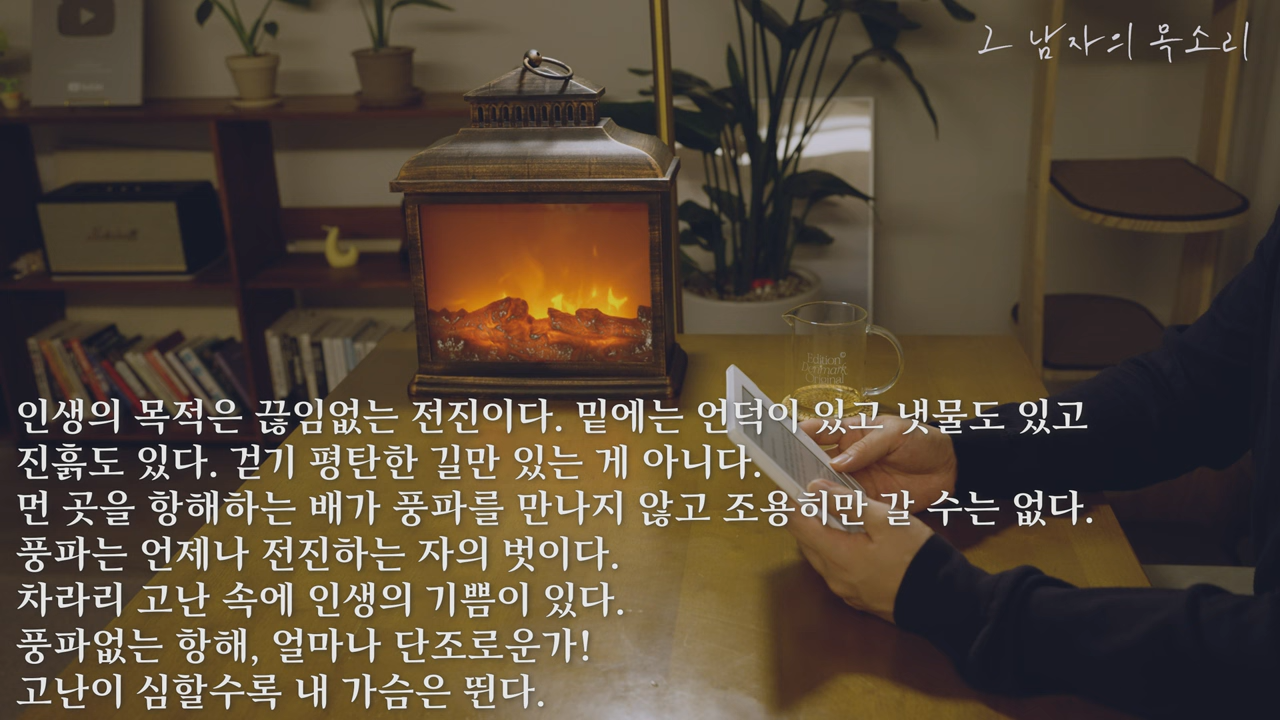 그 남자의 목소리
Edition
Denmark
Original
인생의 목적은 끊임없는 전진이다. 밑에는 언덕이 있고 냇물도 있고
진흙도 있다. 걷기 평탄한 길만 있는 게 아니다.
먼 곳을 항해하는 배가 풍파를 만나지 않고 조용히만 갈 수는 없다.
풍파는 언제나 전진하는 자의 벗이다.
차라리 고난 속에 인생의 기쁨이 있다.
풍파없는 항해, 얼마나 단조로운가!
고난이 심할수록 내 가슴은 뛴다.